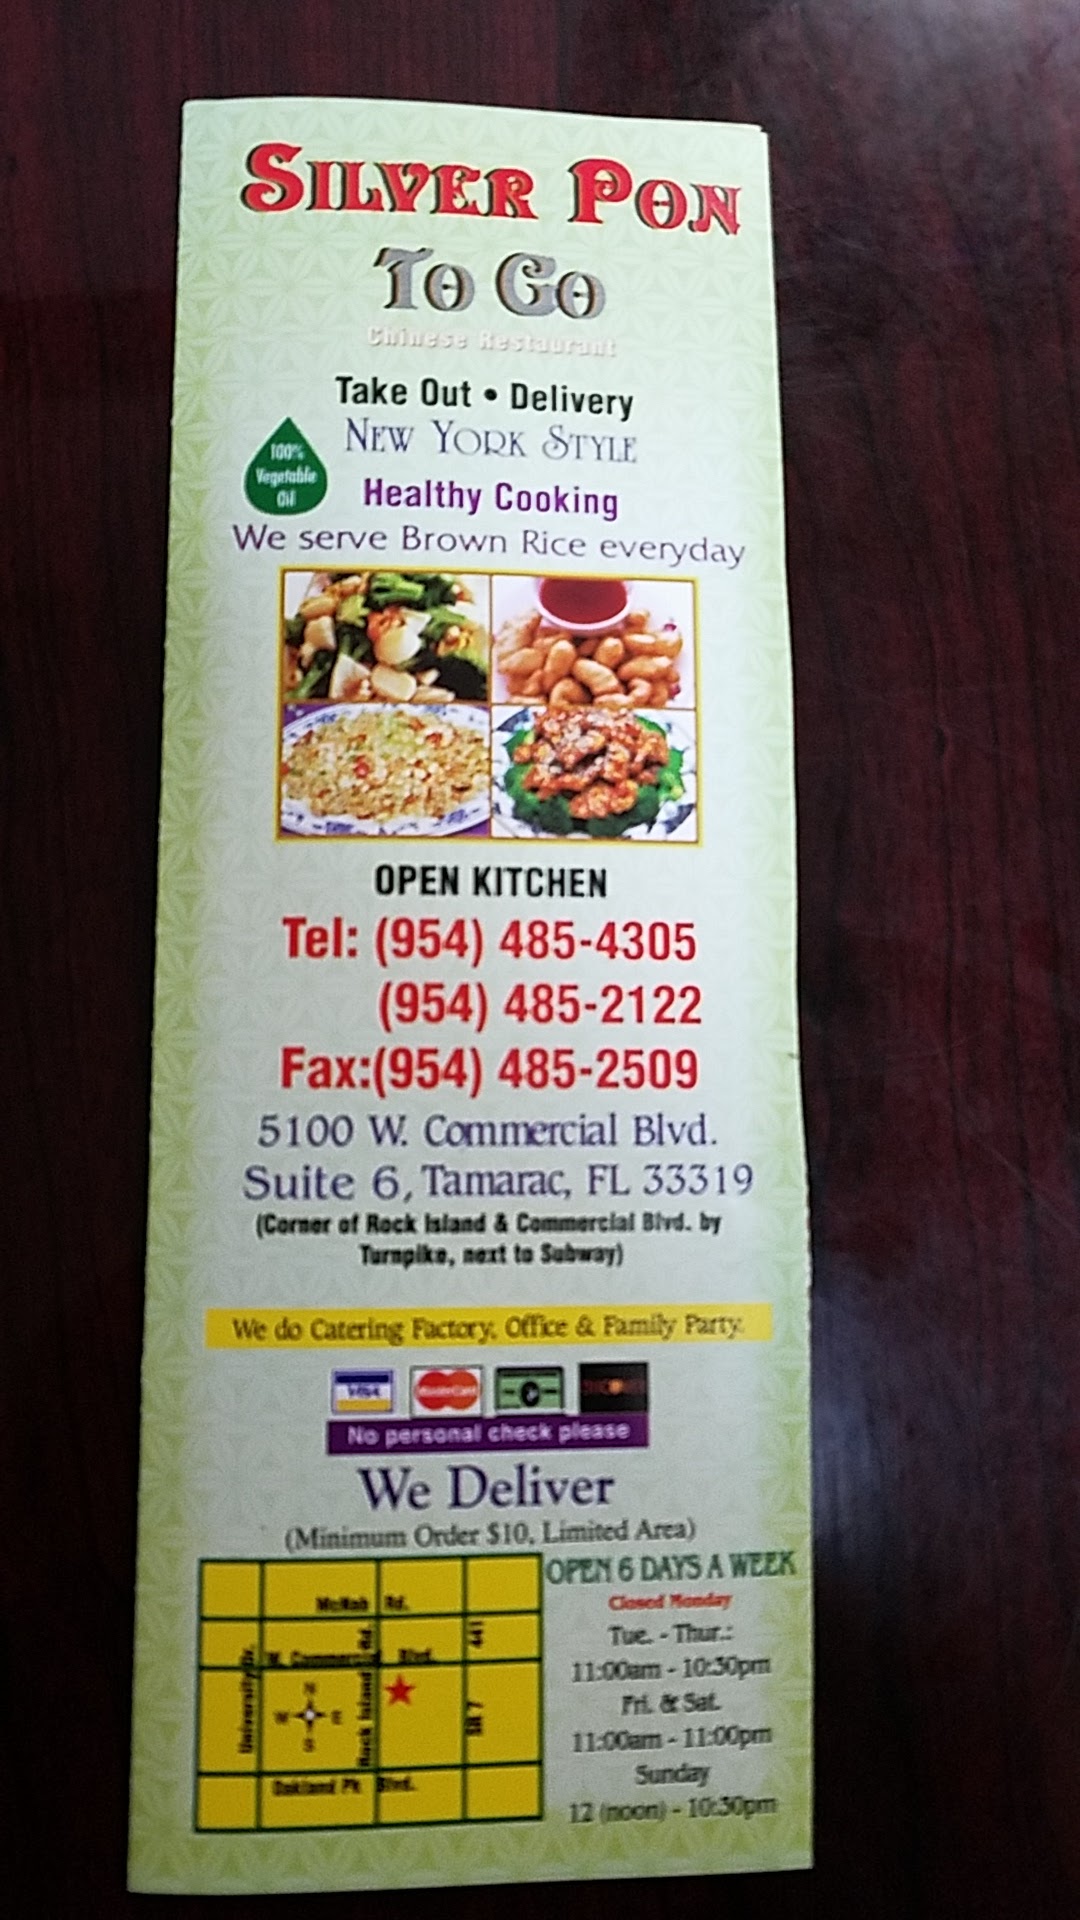 SILVER PON
TO GO
Chinese Restaurant
Take Out • Delivery
NEW YORK STYLE
100%
Vegetable
Oil
Healthy Cooking
We serve Brown Rice everyday
OPEN KITCHEN
Tel: (954) 485-4305
(954) 485-2122
Fax:(954) 485-2509
5100 W. Commercial Blvd.
Suite 6, Tamarac, FL 33319
(Corner of Rock Island & Commercial Blvd. by
Turnpike, next to Subway)
We do Catering Factory, Office & Family Party.
VISA MasterCard DISCOVER
No personal check please
We Deliver
(Minimum Order $10, Limited Area)
OPEN 6 DAYS A WEEK
Closed Monday
Tue. - Thur.:
11:00am - 10:30pm
Fri. & Sat.
11:00am - 11:00pm
Sunday
12 (noon) - 10:30pm
McNab Rd.
W. Commercial Blvd.
University Dr.
Rock Island Rd.
441
SR 7
N
W E
S
Oakland Pk Blvd.